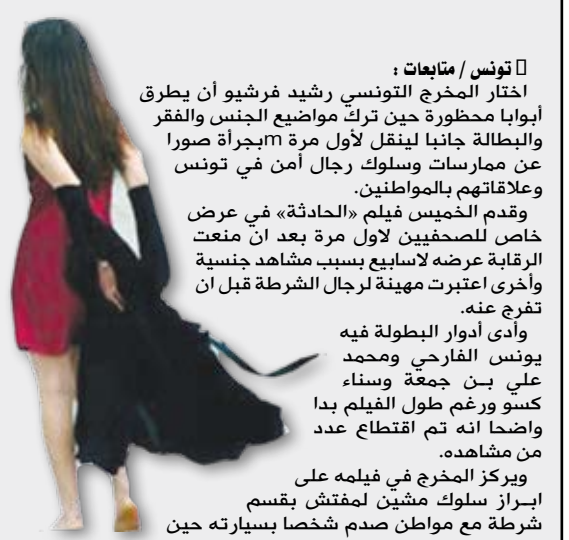 تونس / متابعات :
اختار المخرج التونسي رشيد فرشيو أن يطرق
أبوابا محظورة حين ترك مواضيع الجنس والفقر
والبطالة جانبا لينقل لأول مرة mبجرأة صورا
عن ممارسات وسلوك رجال أمن في تونس
وعلاقاتهم بالمواطنين.
وقدم الخميس فيلم «الحادثة» في عرض
خاص للصحفيين لاول مرة بعد ان منعت
الرقابة عرضه لاسابيع بسبب مشاهد جنسية
وأخرى اعتبرت مهينة لرجال الشرطة قبل ان
تفرج عنه.
وأدى أدوار البطولة فيه
يونس الفارحي ومحمد
علي بــن جمعة وسناء
كسو ورغم طول الفيلم بدا
واضحا انه تم اقتطاع عدد
من مشاهده.
ويركز المخرج في فيلمه على
ابــراز سلوك مشين لمفتش بقسم
شرطة مع مواطن صدم شخصا بسيارته حين